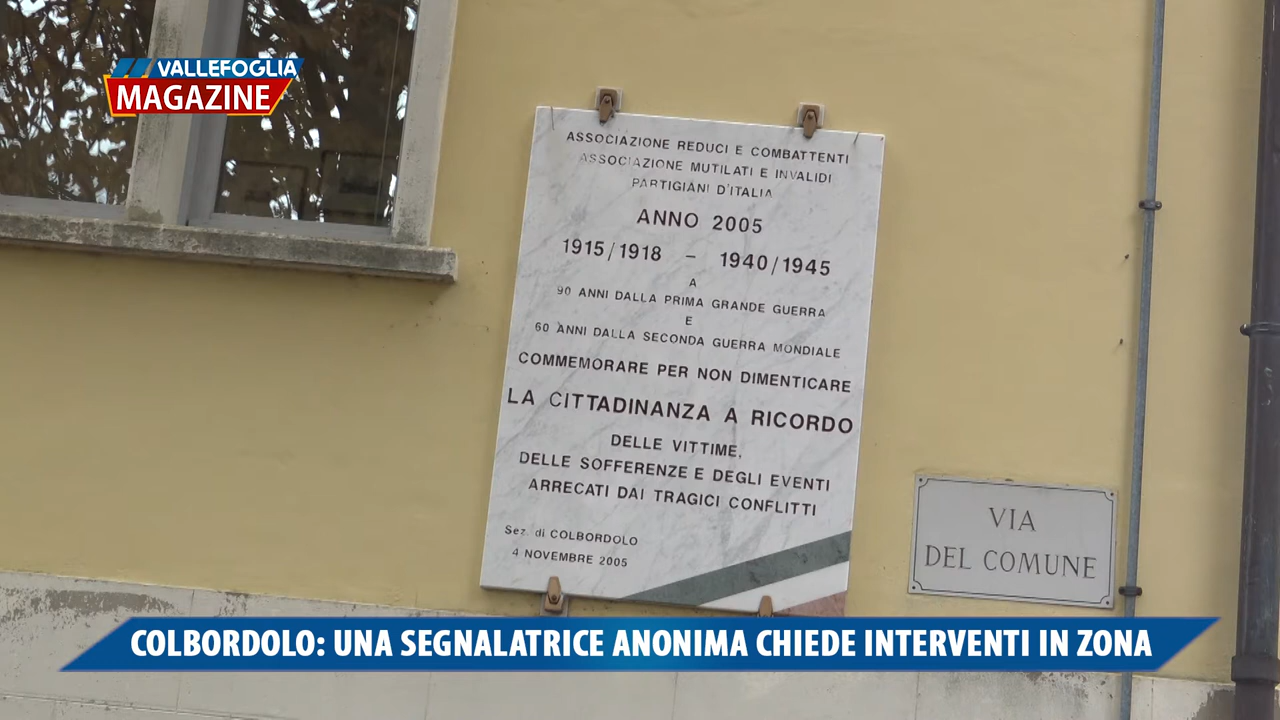 VALLEFOGLIA
MAGAZINE
ASSOCIAZIONE REDUCI E COMBATTENTI
ASSOCIAZIONE MUTILATI E INVALIDI
PARTIGIANI D'ITALIA
ANNO 2005
1915/1918 - 1940/1945
A
90 ANNI DALLA PRIMA GRANDE GUERRA
E
60 ANNI DALLA SECONDA GUERRA MONDIALE
COMMEMORARE PER NON DIMENTICARE
LA CITTADINANZA A RICORDO
DELLE VITTIME,
DELLE SOFFERENZE E DEGLI EVENTI
ARRECATI DAI TRAGICI CONFLITTI
Sez. di COLBORDOLO
4 NOVEMBRE 2005
VIA
DEL COMUNE
COLBORDOLO: UNA SEGNALATRICE ANONIMA CHIEDE INTERVENTI IN ZONA